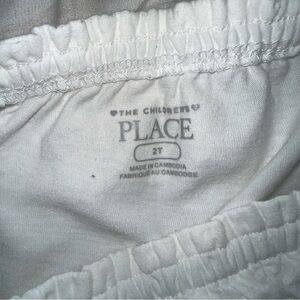 THE CHILDREN'S
PLACE
2T
MADE IN CAMBODIA
FABRIQUÉ AU CAMBODGE